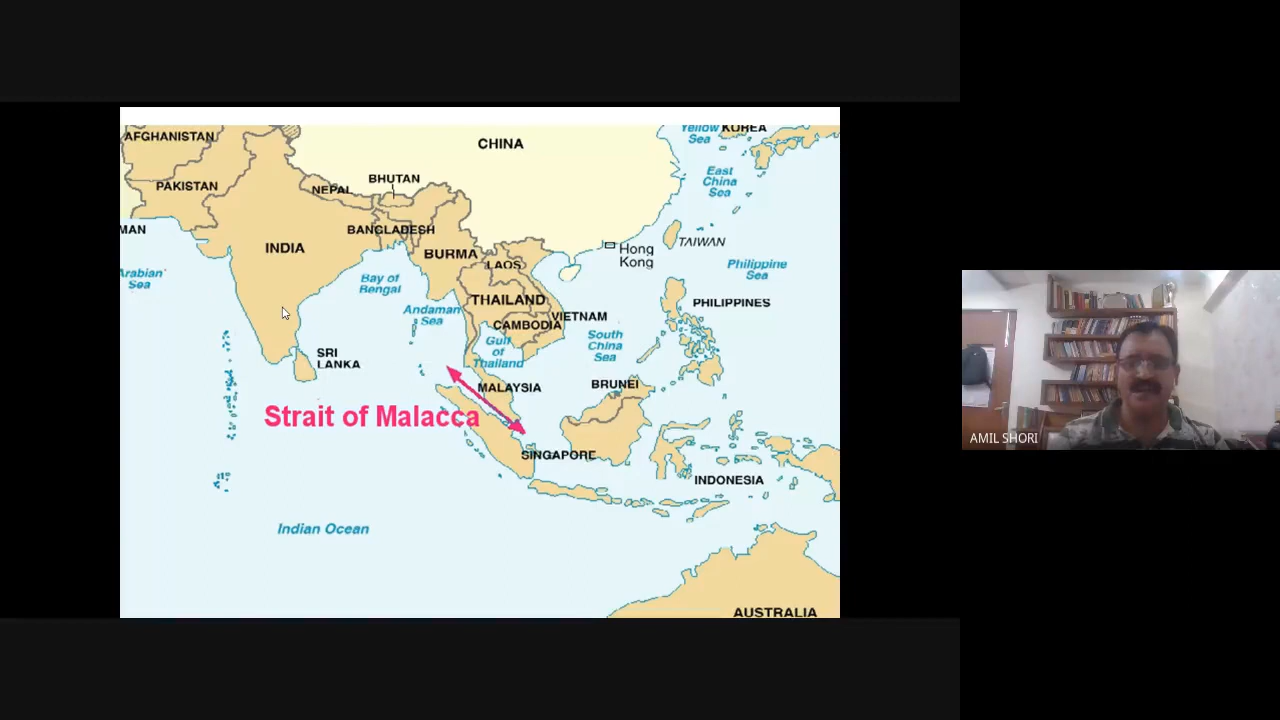 AFGHANISTAN
CHINA
Yellow
Sea
KOREA
PAKISTAN
NEPAL
BHUTAN
East
China
Sea
MAN
INDIA
BANGLADESH
BURMA
LAOS
Hong
Kong
TAIWAN
Arabian
Sea
Bay of
Bengal
Philippine
Sea
Andaman
Sea
THAILAND
VIETNAM
CAMBODIA
PHILIPPINES
SRI
LANKA
Gulf
of
Thailand
South
China
Sea
MALAYSIA
BRUNEI
Strait of Malacca
SINGAPORE
INDONESIA
Indian Ocean
AUSTRALIA
AMIL SHORI